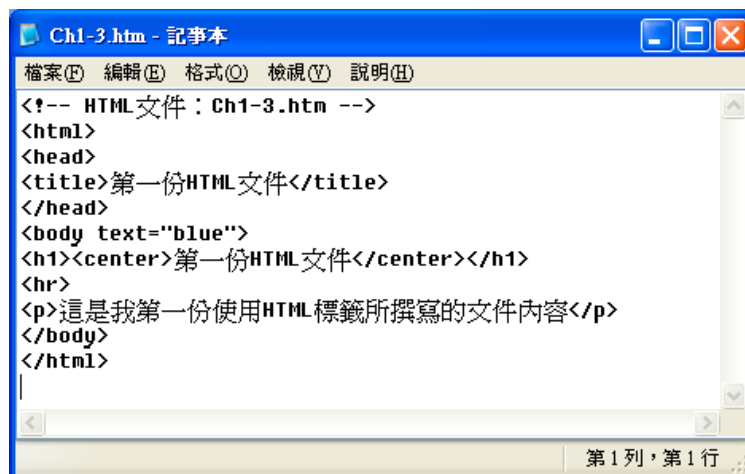 Ch1-3.htm - 記事本
檔案(F) 編輯(E) 格式(O) 檢視(V) 說明(H)
<!-- HTML文件：Ch1-3.htm -->
<html>
<head>
<title>第一份HTML文件</title>
</head>
<body text="blue">
<h1><center>第一份HTML文件</center></h1>
<hr>
<p>這是我第一份使用HTML標籤所撰寫的文件內容</p>
</body>
</html>
第 1 列，第 1 行